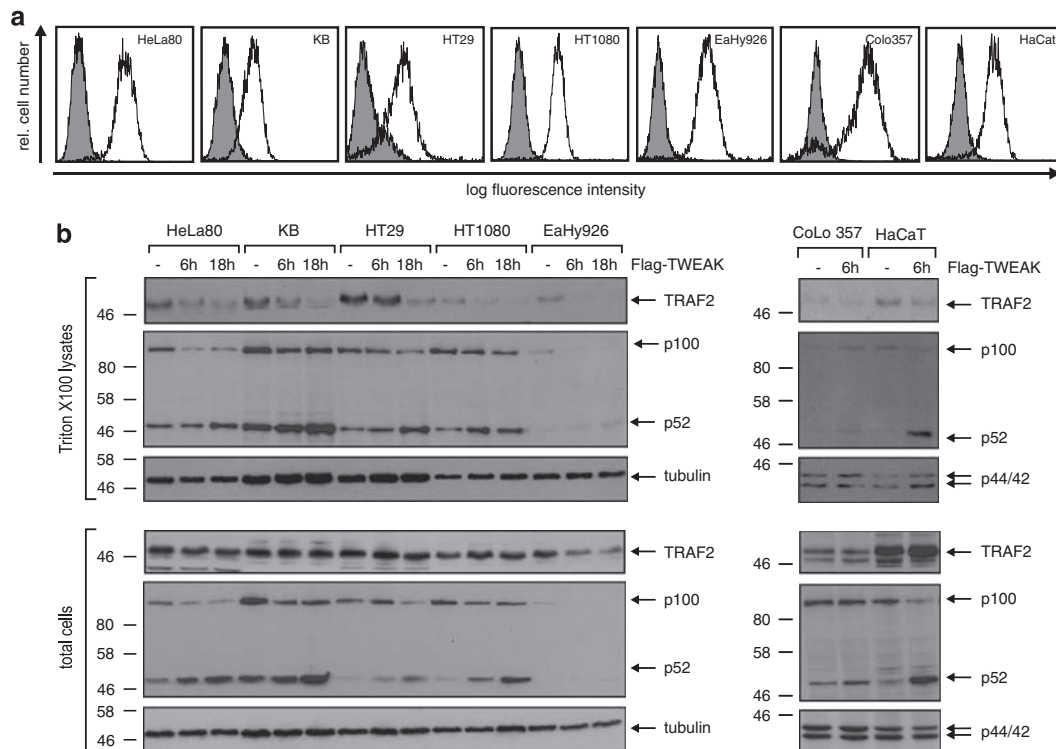 a
HeLa80 KB HT29 HT1080 EaHy926 Colo357 HaCat
rel. cell number
log fluorescence intensity
b
HeLa80 KB HT29 HT1080 EaHy926
- 6h 18h - 6h 18h - 6h 18h - 6h 18h - 6h 18h Flag-TWEAK
CoLo 357 HaCaT
- 6h - 6h Flag-TWEAK
Triton X100 lysates
46 TRAF2
p100
80
58
46 p52
58
46 tubulin
46 TRAF2
p100
80
58
46 p52
46
p44/42
total cells
46 TRAF2
p100
80
58
p52
46
58
46 tubulin
46 TRAF2
p100
80
58
p52
46
46
p44/42